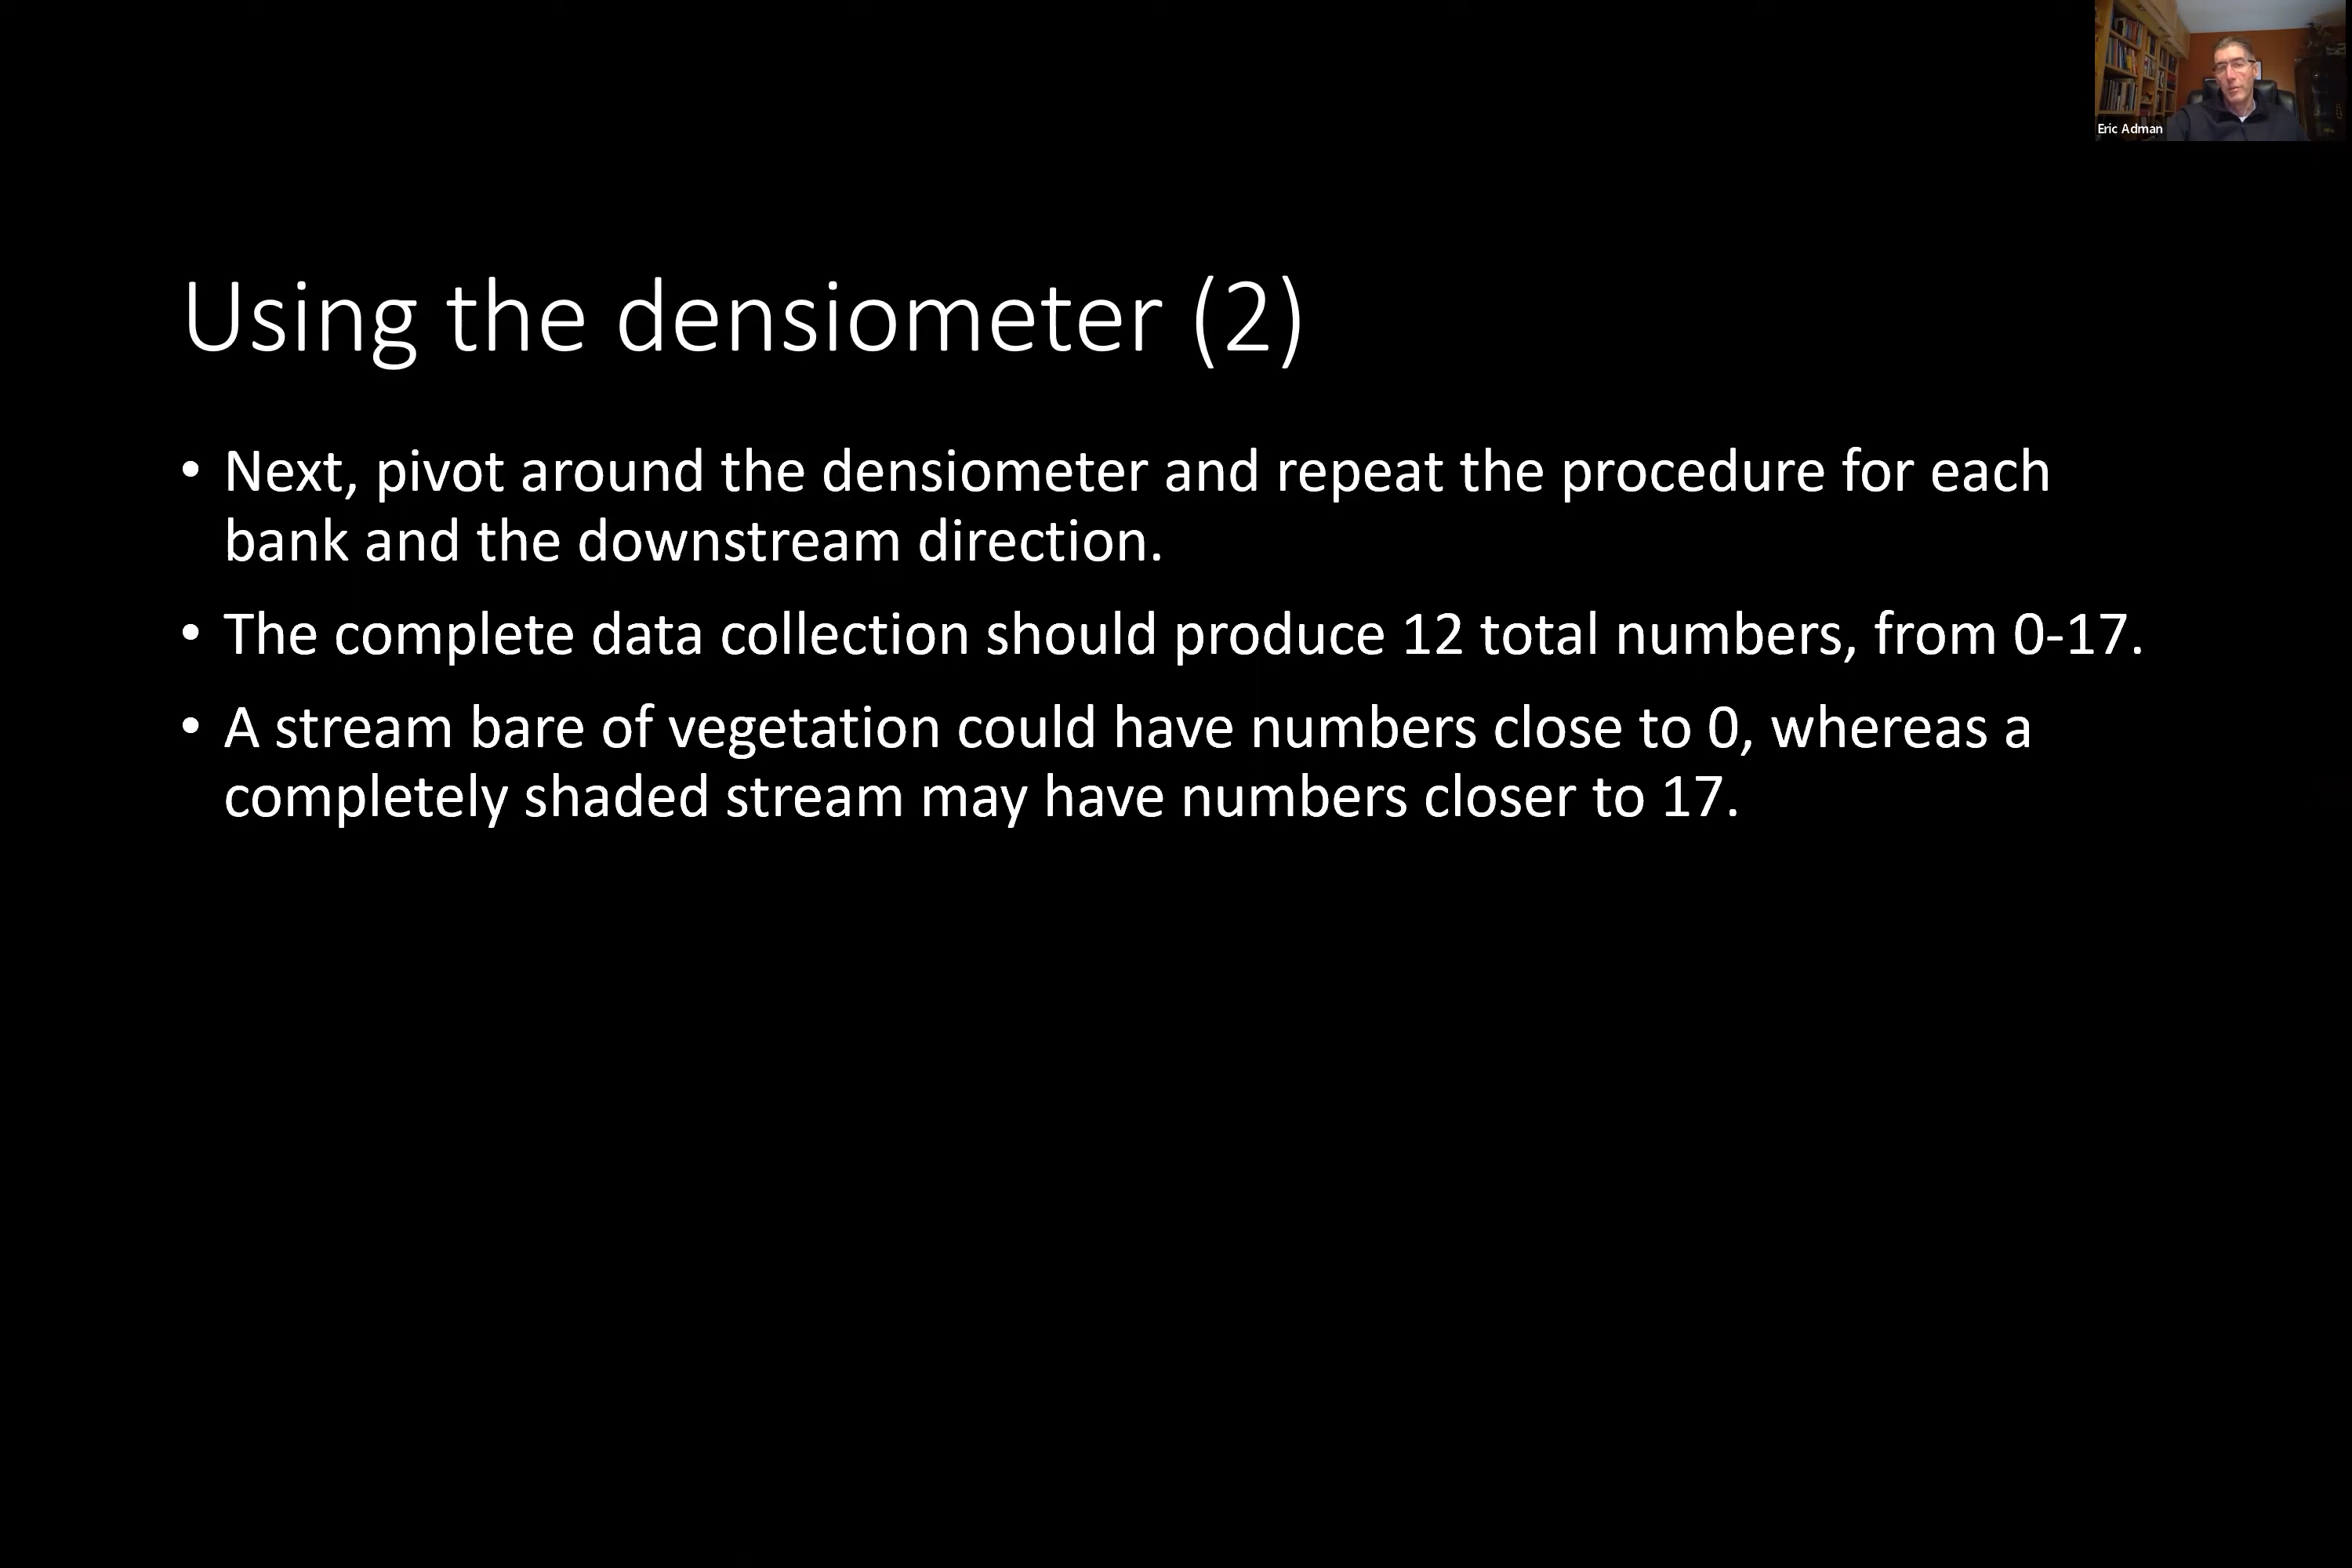 Eric Adman
Using the densiometer (2)
• Next, pivot around the densiometer and repeat the procedure for each
bank and the downstream direction.
• The complete data collection should produce 12 total numbers, from 0-17.
• A stream bare of vegetation could have numbers close to 0, whereas a
completely shaded stream may have numbers closer to 17.